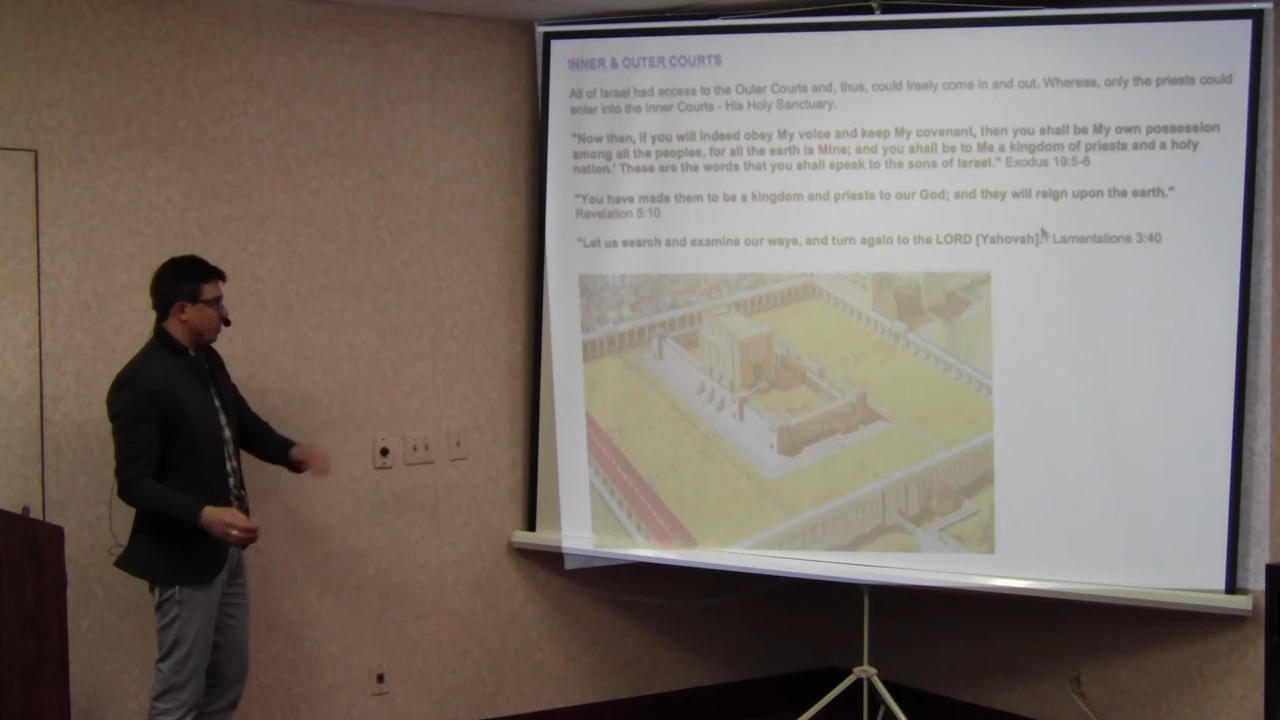 INNER & OUTER COURTS
All of Israel had access to the Outer Courts and, thus, could freely come in and out. Whereas, only the priests could
enter into the Inner Courts - His Holy Sanctuary.
"Now then, if you will indeed obey My voice and keep My covenant, then you shall be My own possession
among all the peoples, for all the earth is Mine; and you shall be to Me a kingdom of priests and a holy
nation.' These are the words that you shall speak to the sons of Israel." Exodus 19:5-6
"You have made them to be a kingdom and priests to our God; and they will reign upon the earth."
Revelation 5:10
"Let us search and examine our ways, and turn again to the LORD [Yahovah]." Lamentations 3:40